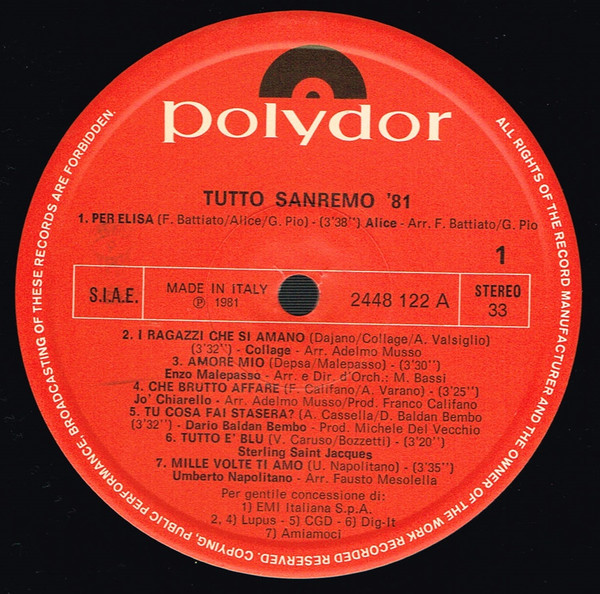 polydor
TUTTO SANREMO '81
1. PER ELISA (F. Battiato/Alice/G. Pio) - (3'38'') Alice - Arr. F. Battiato/G. Pio
1
S.I.A.E.
MADE IN ITALY
℗ 1981
2448 122 A
STEREO
33
2. I RAGAZZI CHE SI AMANO (Dajano/Collage/A. Valsiglio)
(3'32'') - Collage - Arr. Adelmo Musso
3. AMORE MIO (Depsa/Malepasso) - (3'30'')
Enzo Malepasso - Arr. e Dir. d'Orch.: M. Bassi
4. CHE BRUTTO AFFARE (F. Califano/A. Varano) - (3'25'')
Jo' Chiarello - Arr. Adelmo Musso/Prod. Franco Califano
5. TU COSA FAI STASERA? (A. Cassella/D. Baldan Bembo
(3'32'') - Dario Baldan Bembo - Prod. Michele Del Vecchio
6. TUTTO E' BLU (V. Caruso/Bozzetti) - (3'20'')
Sterling Saint Jacques
7. MILLE VOLTE TI AMO (U. Napolitano) - (3'35'')
Umberto Napolitano - Arr. Fausto Mesolella
Per gentile concessione di:
1) EMI Italiana S.p.A.
2, 4) Lupus - 5) CGD - 6) Dig-It
7) Amiamoci
ALL RIGHTS OF THE RECORD MANUFACTURER AND THE OWNER OF THE WORK RECORDED RESERVED. COPYING, PUBLIC PERFORMANCE, BROADCASTING OF THESE RECORDS ARE FORBIDDEN.